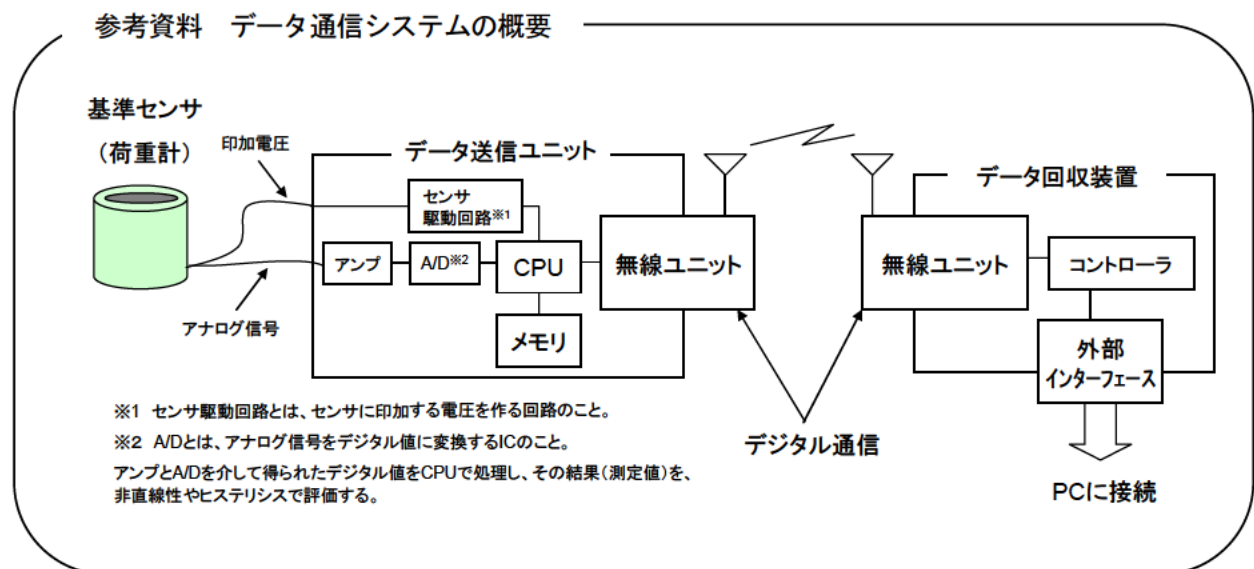 参考資料　データ通信システムの概要
基準センサ
（荷重計）
印加電圧
アナログ信号
データ送信ユニット
センサ
駆動回路※1
アンプ
A/D※2
CPU
メモリ
無線ユニット
データ回収装置
無線ユニット
コントローラ
外部
インターフェース
デジタル通信
PCに接続
※1　センサ駆動回路とは、センサに印加する電圧を作る回路のこと。
※2　A/Dとは、アナログ信号をデジタル値に変換するICのこと。
アンプとA/Dを介して得られたデジタル値をCPUで処理し、その結果（測定値）を、
非直線性やヒステリシスで評価する。